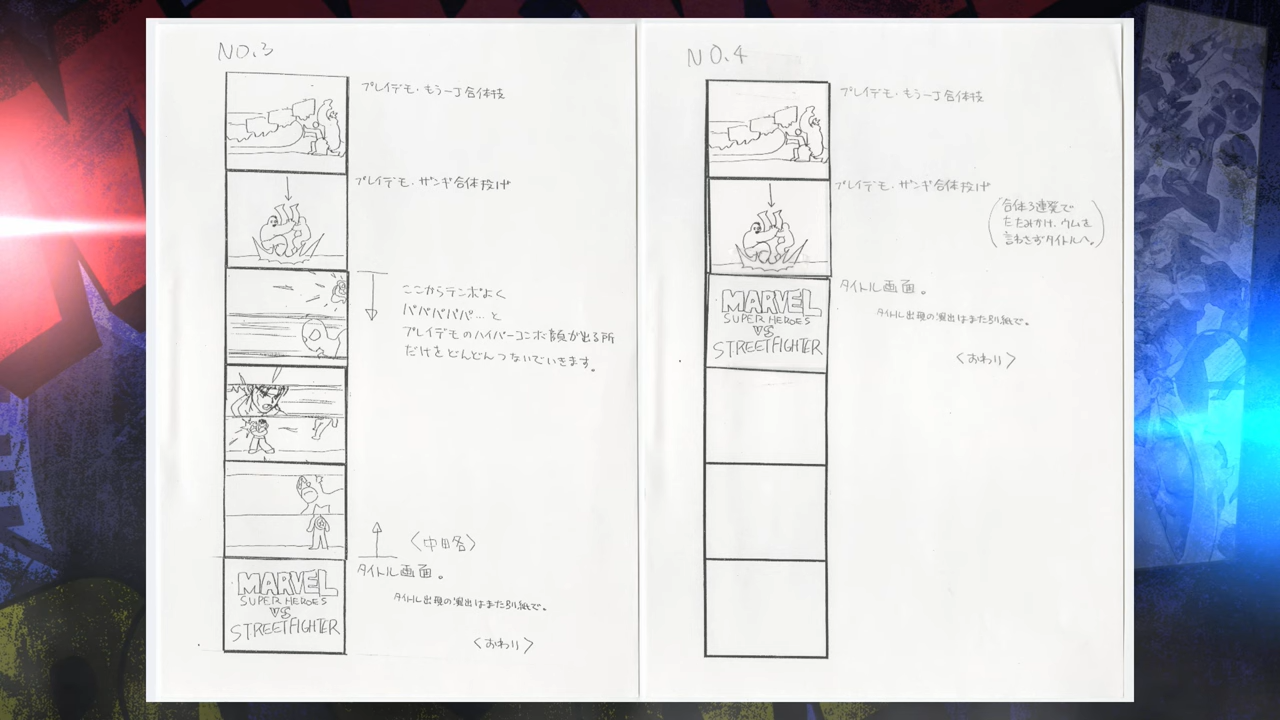 NO.3
プレイデモ・もう一丁合体技
プレイデモ・ザンギ合体投げ
ここからテンポよく
パパパパパパ…と
プレイデモのハイパーコンボ顔が出る所
だけをどんどんつないでいきます。
タイトル画面。
MARVEL
SUPER HEROES
VS
STREETFIGHTER
タイトル出現の演出はまた別紙で。
<おわり>
NO.4
プレイデモ・もう一丁合体技
プレイデモ・ザンギ合体投げ
合体3連発で
たたみかけ、ウムを
言わさずタイトルへ。
タイトル画面。
MARVEL
SUPER HEROES
VS
STREETFIGHTER
タイトル出現の演出はまた別紙で。
<おわり>